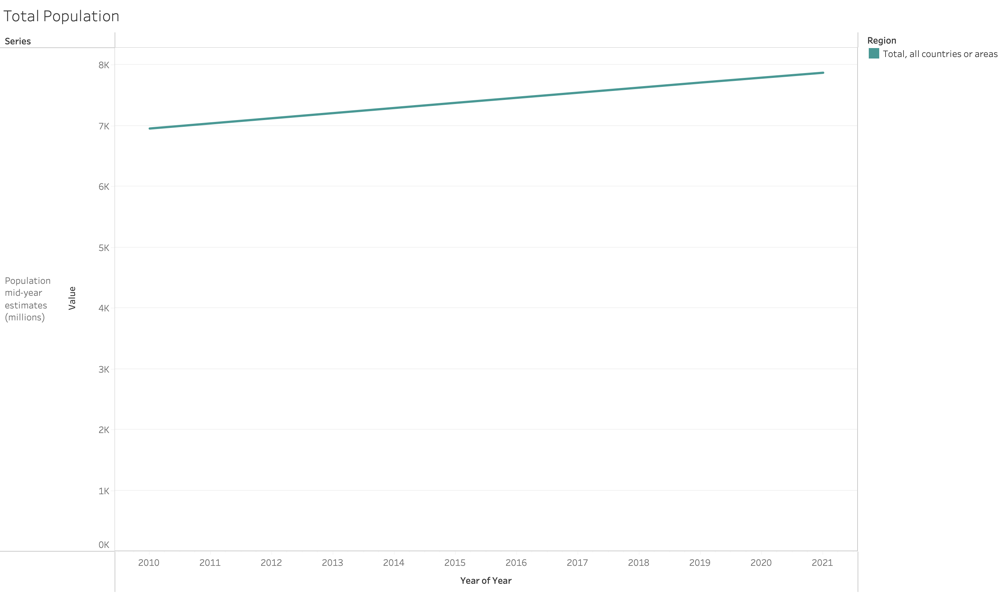 Total Population
Series
Region
Total, all countries or areas
8K
7K
6K
5K
4K
3K
2K
1K
0K
Population
mid-year
estimates
(millions)
Value
2010 2011 2012 2013 2014 2015 2016 2017 2018 2019 2020 2021
Year of Year